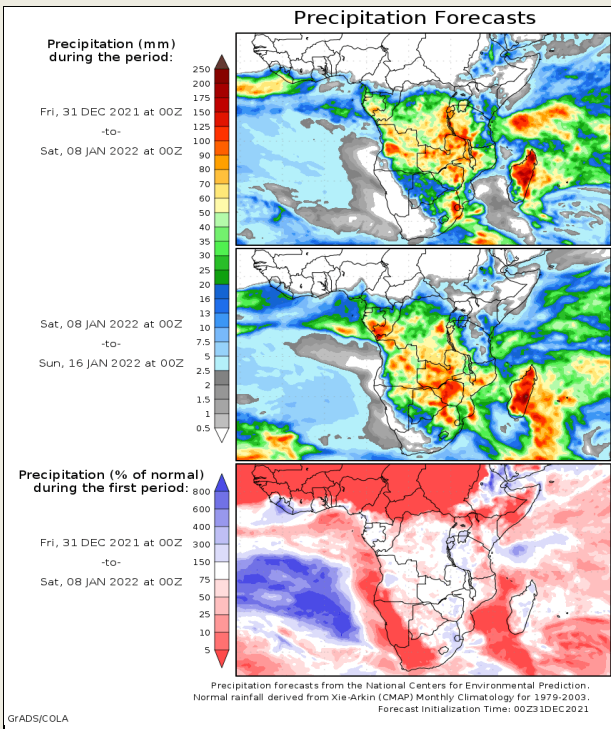 Precipitation Forecasts
Precipitation (mm)
during the period:
Fri, 31 DEC 2021 at 00Z
-to-
Sat, 08 JAN 2022 at 00Z
250
200
175
150
125
100
90
80
70
60
50
40
35
30
25
20
16
13
10
7.5
5
2.5
2
1.5
1
0.5
Sat, 08 JAN 2022 at 00Z
-to-
Sun, 16 JAN 2022 at 00Z
Precipitation (% of normal)
during the first period:
Fri, 31 DEC 2021 at 00Z
-to-
Sat, 08 JAN 2022 at 00Z
800
600
400
300
150
75
50
25
10
5
Precipitation forecasts from the National Centers for Environmental Prediction.
Normal rainfall derived from Xie-Arkin (CMAP) Monthly Climatology for 1979-2003.
Forecast Initialization Time: 00Z31DEC2021
GrADS/COLA